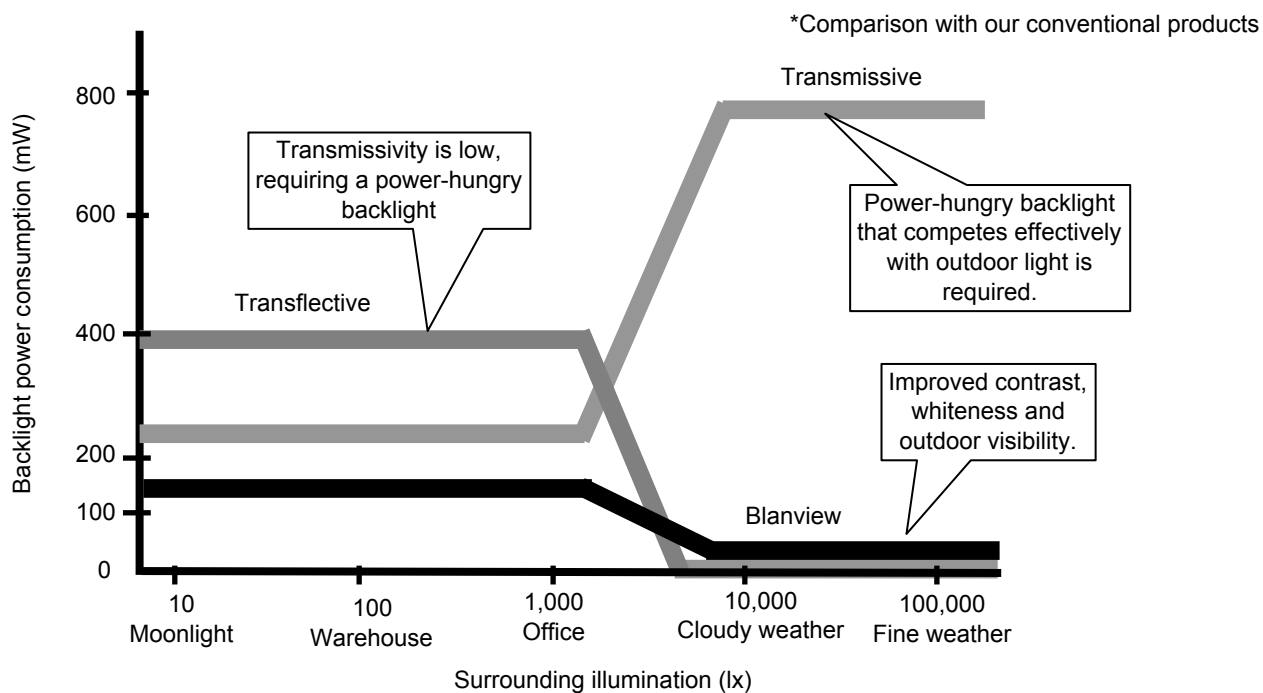 *Comparison with our conventional products
Transmissive
800
Transmissivity is low,
requiring a power-hungry
backlight
Power-hungry backlight
that competes effectively
with outdoor light is
required.
600
Backlight power consumption (mW)
Transflective
400
Improved contrast,
whiteness and
outdoor visibility.
200
100
Blanview
0
10
100
1,000
10,000
100,000
Moonlight
Warehouse
Office
Cloudy weather
Fine weather
Surrounding illumination (lx)